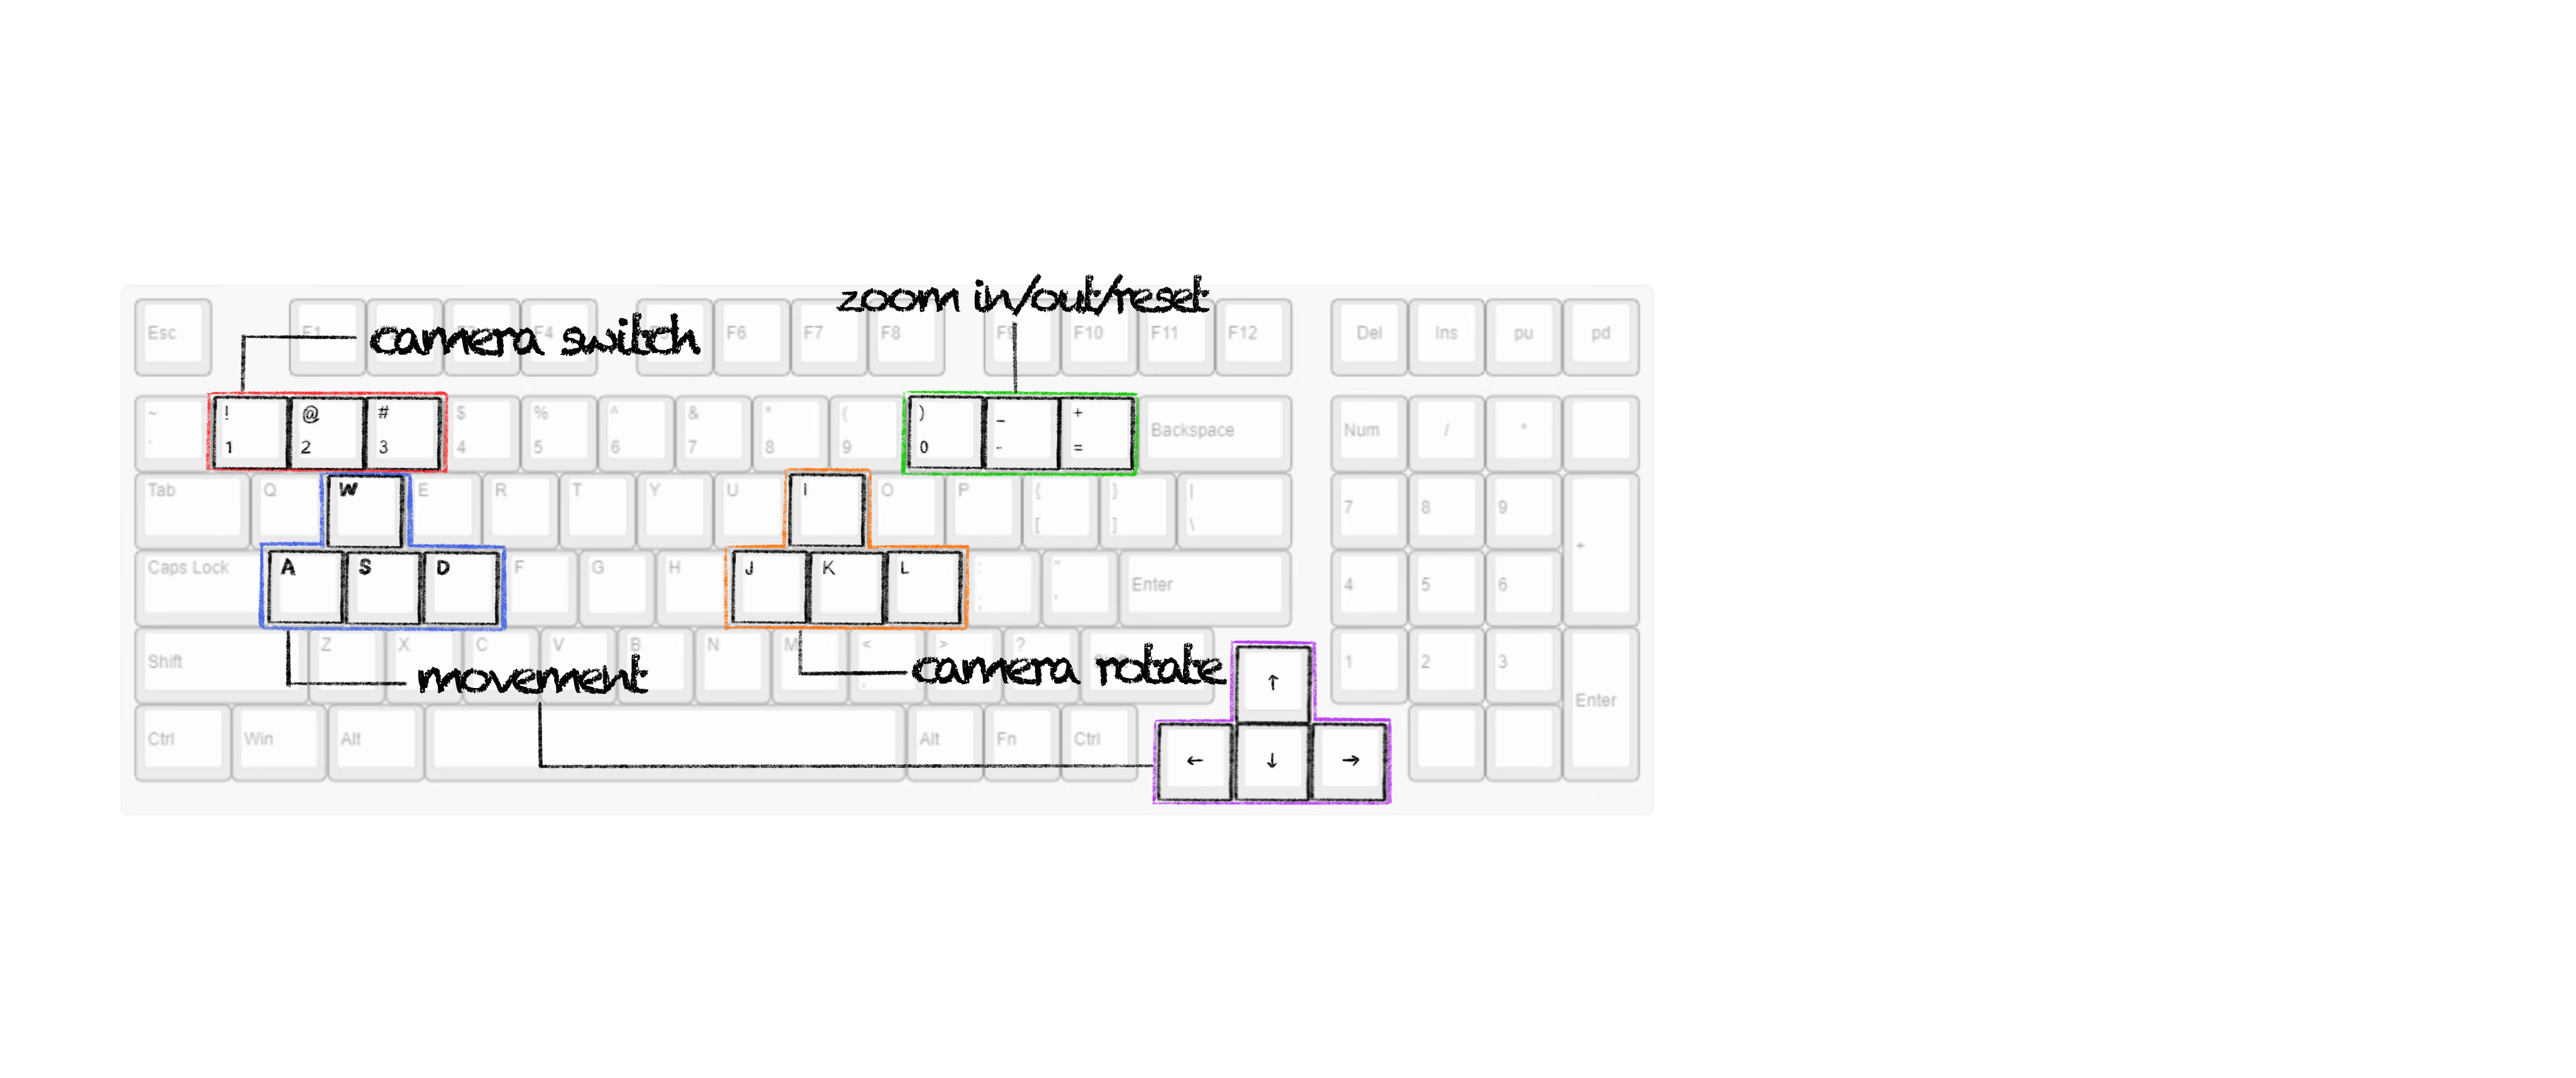 zoom in/out/reset
Esc F1 F4 F6 F7 F8 F9 F10 F11 F12 Del Ins pu pd
camera switch
~ ! @ # $ % ^ & * ( ) _ +
` 1 2 3 4 5 6 7 8 9 0 - = Backspace Num / *
Tab Q W E R T Y U I O P { } |
[ ] \ 7 8 9 +
Caps Lock A S D F G H J K L : "
; ' Enter 4 5 6
Shift Z X C V B N M < > ? 1 2 3
movement camera rotate ↑ Enter
Ctrl Win Alt Alt Fn Ctrl ← ↓ →